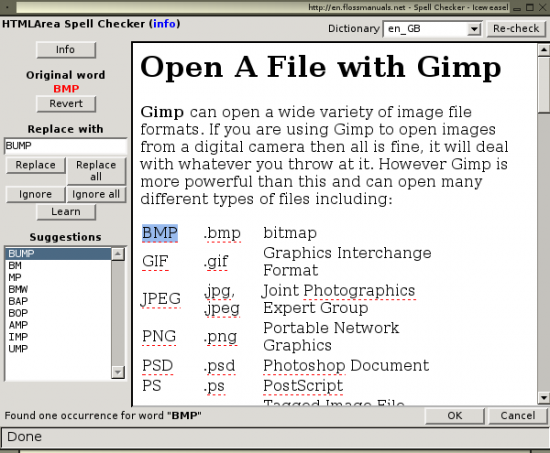 http://en.flossmanuals.net - Spell Checker - Iceweasel
HTMLArea Spell Checker (info)
Dictionary en_GB Re-check
Info
Original word
BMP
Revert
Replace with
BUMP
Replace Replace all
Ignore Ignore all
Learn
Suggestions
BUMP
BM
MP
BMW
BAP
BOP
AMP
IMP
UMP
Open A File with Gimp
Gimp can open a wide variety of image file
formats. If you are using Gimp to open images
from a digital camera then all is fine, it will deal
with whatever you throw at it. However Gimp is
more powerful than this and can open many
different types of files including:
BMP .bmp bitmap
GIF .gif Graphics Interchange
Format
JPEG .jpg, Joint Photographics
.jpeg Expert Group
PNG .png Portable Network
Graphics
PSD .psd Photoshop Document
PS .ps PostScript
Tagged Image File
Found one occurrence for word "BMP"
OK Cancel
Done